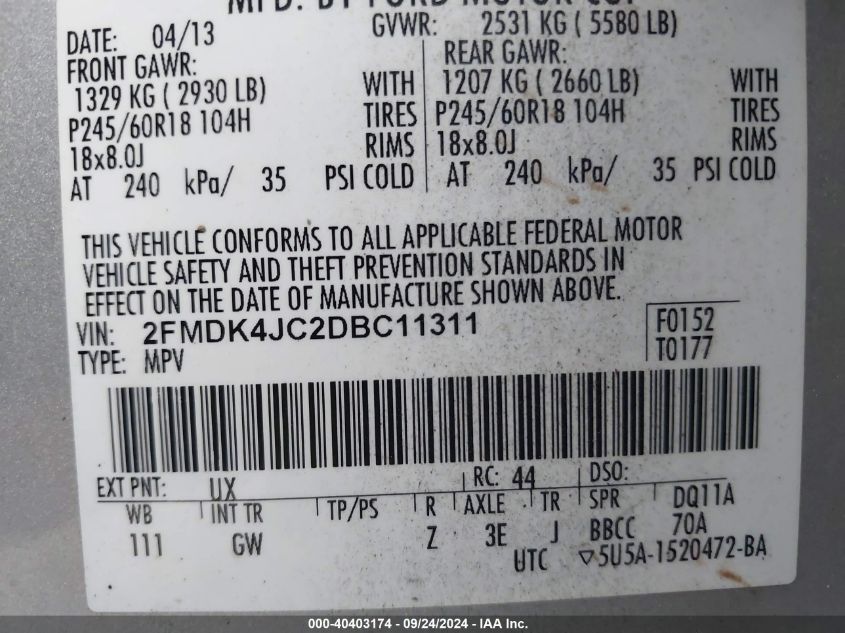 MFD. BY FORD MOTOR CO.
DATE: 04/13 GVWR: 2531 KG ( 5580 LB)
FRONT GAWR: REAR GAWR:
1329 KG ( 2930 LB) WITH 1207 KG ( 2660 LB) WITH
P245/60R18 104H TIRES P245/60R18 104H TIRES
18x8.0J RIMS 18x8.0J RIMS
AT 240 kPa/ 35 PSI COLD AT 240 kPa/ 35 PSI COLD
THIS VEHICLE CONFORMS TO ALL APPLICABLE FEDERAL MOTOR
VEHICLE SAFETY AND THEFT PREVENTION STANDARDS IN
EFFECT ON THE DATE OF MANUFACTURE SHOWN ABOVE.
VIN: 2FMDK4JC2DBC11311 F0152
TYPE: MPV T0177
EXT PNT: UX RC: 44 DSO:
WB INT TR TP/PS R AXLE TR SPR DQ11A
111 GW Z 3E J BBCC 70A
UTC ▽5U5A-1520472-BA
000-40403174 - 09/24/2024 - © IAA Inc.